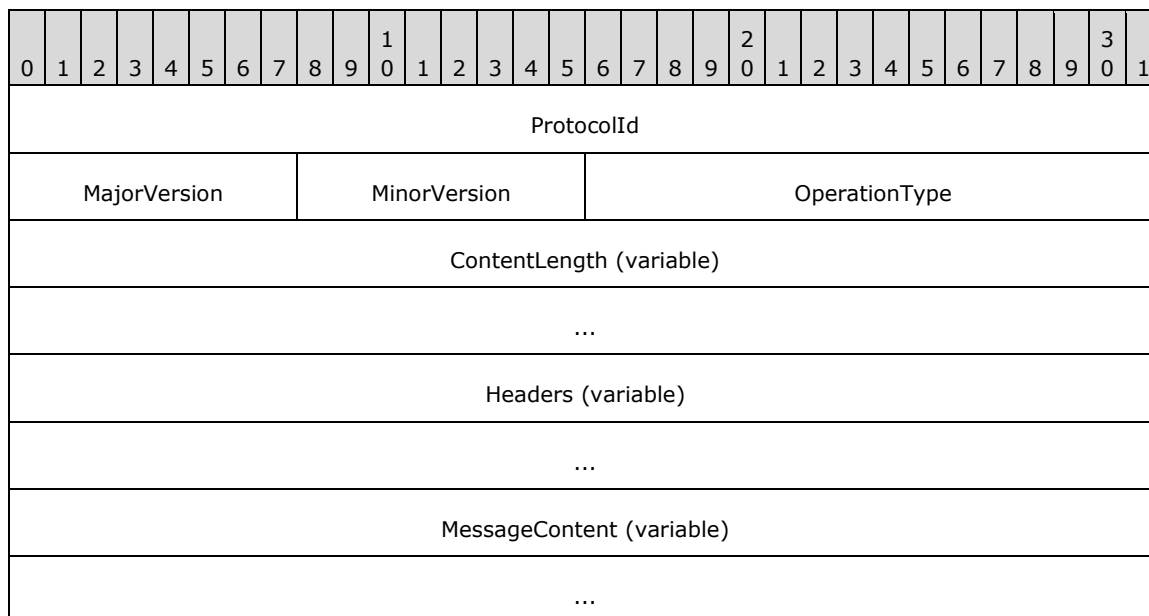 1 2 3
0 1 2 3 4 5 6 7 8 9 0 1 2 3 4 5 6 7 8 9 0 1 2 3 4 5 6 7 8 9 0 1
ProtocolId
MajorVersion MinorVersion OperationType
ContentLength (variable)
...
Headers (variable)
...
MessageContent (variable)
...